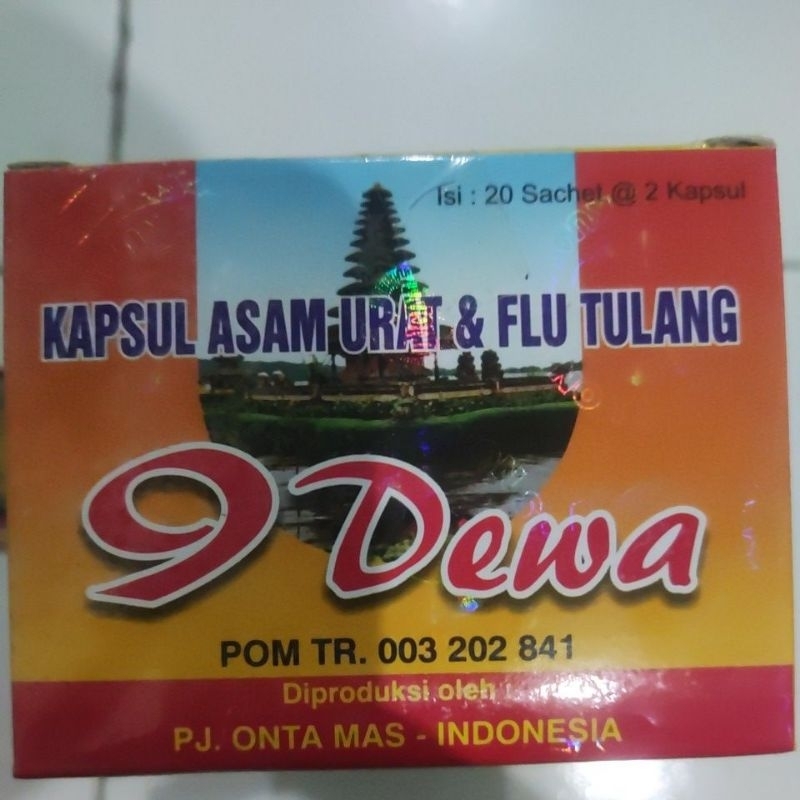 Isi : 20 Sachet @ 2 Kapsul
KAPSUL ASAM URAT & FLU TULANG
9 Dewa
POM TR. 003 202 841
Diproduksi oleh :
PJ. ONTA MAS - INDONESIA